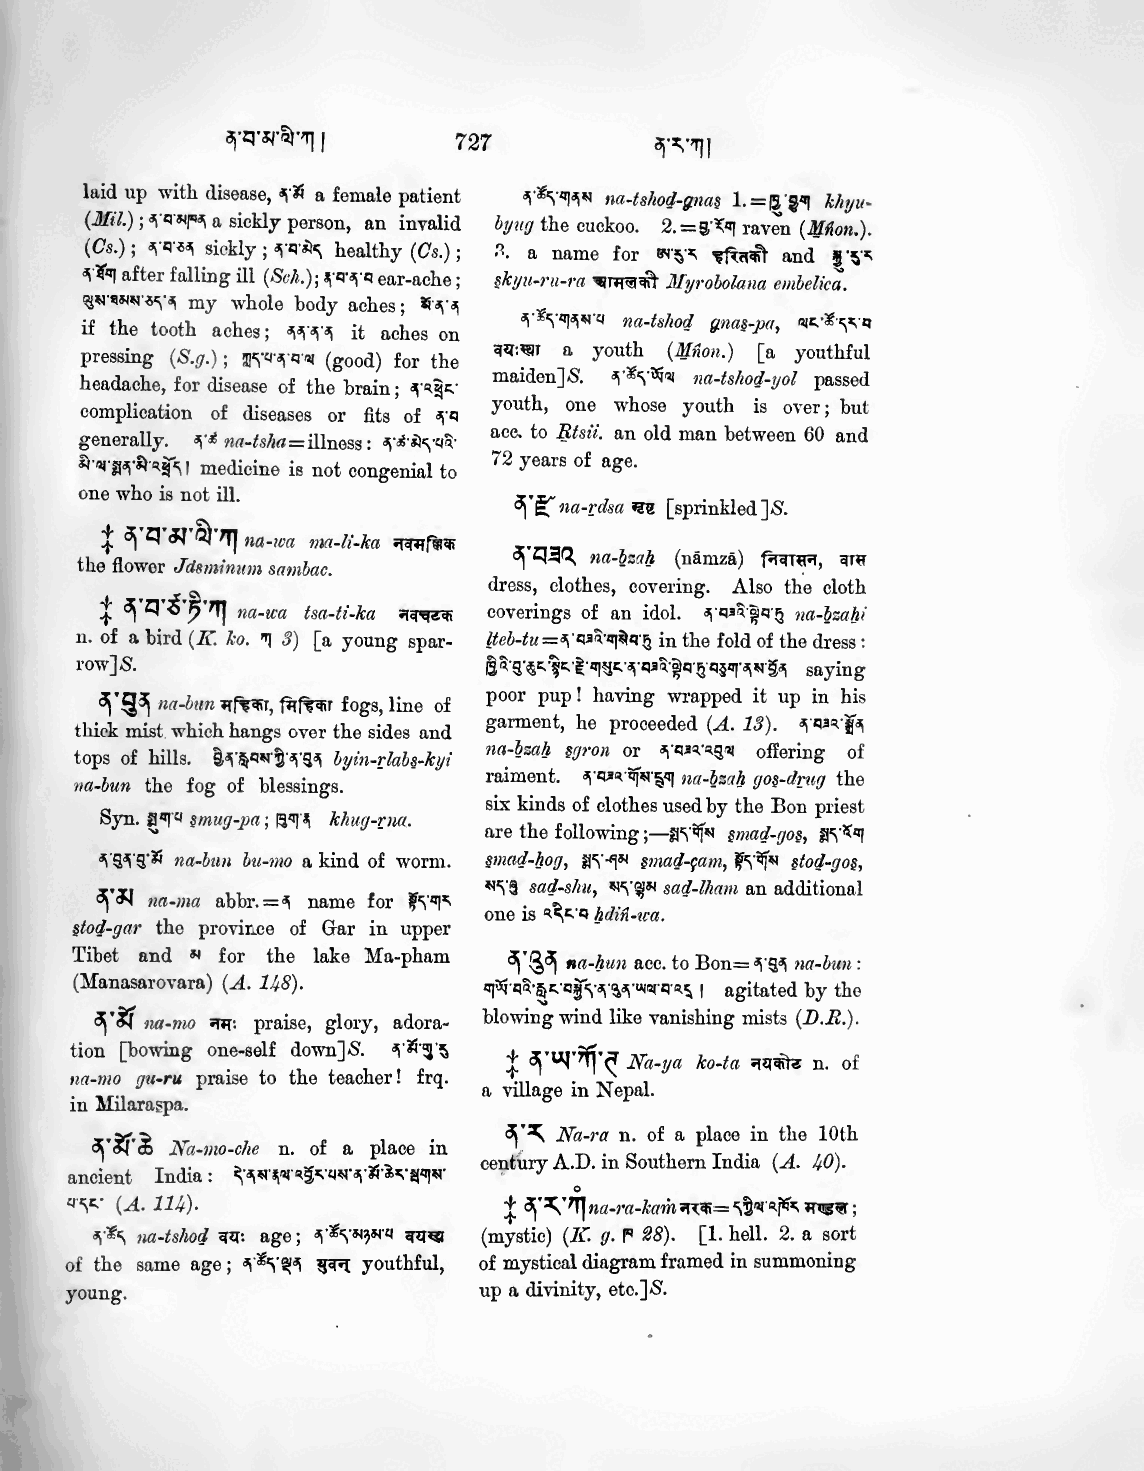 ན་བ་མ་ལི་ཀ།
727
ན་ར་ཀ།
laid up with disease, ན་མོ a female patient
(Mil.); ན་བ་མཁན a sickly person, an invalid
(Cs.); ན་བ་ཅན sickly; ན་བ་མེད healthy (Cs.);
ན་ཐོག after falling ill (Sch.); ན་བ་ན་བ ear-ache;
ལུས་ཐམས་ཅད་ན my whole body aches; སོ་ན་ན
if the tooth aches; ནན་ན་ན it aches on
pressing (S.g.); ཀླད་པ་ན་བ་ལ (good) for the
headache, for disease of the brain; ན་འཕྲེང་
complication of diseases or fits of ན་བ
generally. ན་ཚ na-tsha=illness: ན་ཚ་མེད་པའི་
མི་ལ་སྨན་མི་འཕྲོད། medicine is not congenial to
one who is not ill.
‡ ན་བ་མ་ལི་ཀ། na-wa ma-li-ka नवमल्लिक
the flower Jasminum sambac.
‡ ན་བ་ཙ་ཊི་ཀ na-wa tsa-ti-ka नवचटक
n. of a bird (K. ko. ག 3) [a young spar-
row]S.
ན་བུན na-bun मह्किा, मिहिका fogs, line of
thick mist which hangs over the sides and
tops of hills. བྱིན་རླབས་ཀྱི་ན་བུན byin-rlabs-kyi
na-bun the fog of blessings.
Syn. སྨུག་པ smug-pa; ཁུག་རྣ khug-rna.
ན་བུན་བུ་མོ na-bun bu-mo a kind of worm.
ན་མ na-ma abbr.=ན name for སྟོད་གར
stod-gar the province of Gar in upper
Tibet and མ for the lake Ma-pham
(Manasarovara) (A. 148).
ན་མོ na-mo नम: praise, glory, adora-
tion [bowing one-self down]S. ན་མོ་གུ་རུ
na-mo gu-ru praise to the teacher! frq.
in Milaraspa.
ན་མོ་ཆེ Na-mo-che n. of a place in
ancient India: དེ་ནས་རྒྱལ་འབྱོར་པས་ན་མོ་ཆེར་སླགས་
པ་དང་ (A. 114).
ན་ཚོད na-tshod वय: age; ན་ཚོད་མཉམ་པ वयस्य
of the same age; ན་ཚོད་ལྡན युवन् youthful,
young.
ན་ཚོད་གནས na-tshod-gnas 1.=ཁུ་བྱུག khyu-
byug the cuckoo. 2.=བྱ་རོག raven (Mñon.).
3. a name for ཨ་རུ་ར हरितकी and སྐྱུ་རུ་ར
skyu-ru-ra आमलकी Myrobolana embelica.
ན་ཚོད་གནས་པ na-tshod gnas-pa, ལང་ཚོ་དར་བ
वय:स्था a youth (Mñon.) [a youthful
maiden]S. ན་ཚོད་ཡོལ na-tshod-yol passed
youth, one whose youth is over; but
acc. to Rtsii. an old man between 60 and
72 years of age.
ན་རྫ na-rdsa [sprinkled]S.
ན་བཟའ na-bzah (nāmzā) निवासन, वास
dress, clothes, covering. Also the cloth
coverings of an idol. ན་བཟའི་ལྟེབ་ཏུ na-bzahi
lteb-tu=ན་བཟའི་གསེབ་ཏུ in the fold of the dress:
ཁྱིའི་བུ་ཆུང་སྙིང་རྗེ་གསུང་ན་བཟའི་ལྟེབ་ཏུ་བཏུག་ནས་བྱོན saying
poor pup! having wrapped it up in his
garment, he proceeded (A. 13). ན་བཟའ་སྒྲོན
na-bzah sgron or ན་བཟའ་འབུལ offering of
raiment. ན་བཟའ་གོས་དྲུག na-bzah gos-drug the
six kinds of clothes used by the Bon priest
are the following;—སྨད་གོས smad-gos, སྨད་འོག
smad-hog, སྨད་ཤམ smad-çam, སྟོད་གོས stod-gos,
སད་ཤུ sad-shu, སད་ལྷམ sad-lham an additional
one is འདིང་བ hdiñ-wa.
ན་འུན na-hun acc. to Bon=ན་བུན na-bun:
གཡོ་བའི་རླུང་བསྐྱོད་ན་འུན་ཡལ་བ་འདྲ། agitated by the
blowing wind like vanishing mists (D.R.).
‡ ན་ཡ་ཀོ་ཊ Na-ya ko-ta नयकोट n. of
a village in Nepal.
ན་ར Na-ra n. of a place in the 10th
century A.D. in Southern India (A. 40).
‡ ན་ར་ཀཾ། na-ra-kaṁ नरक=དཀྱིལ་འཁོར मण्डल;
(mystic) (K. g. ཁ 28). [1. hell. 2. a sort
of mystical diagram framed in summoning
up a divinity, etc.]S.